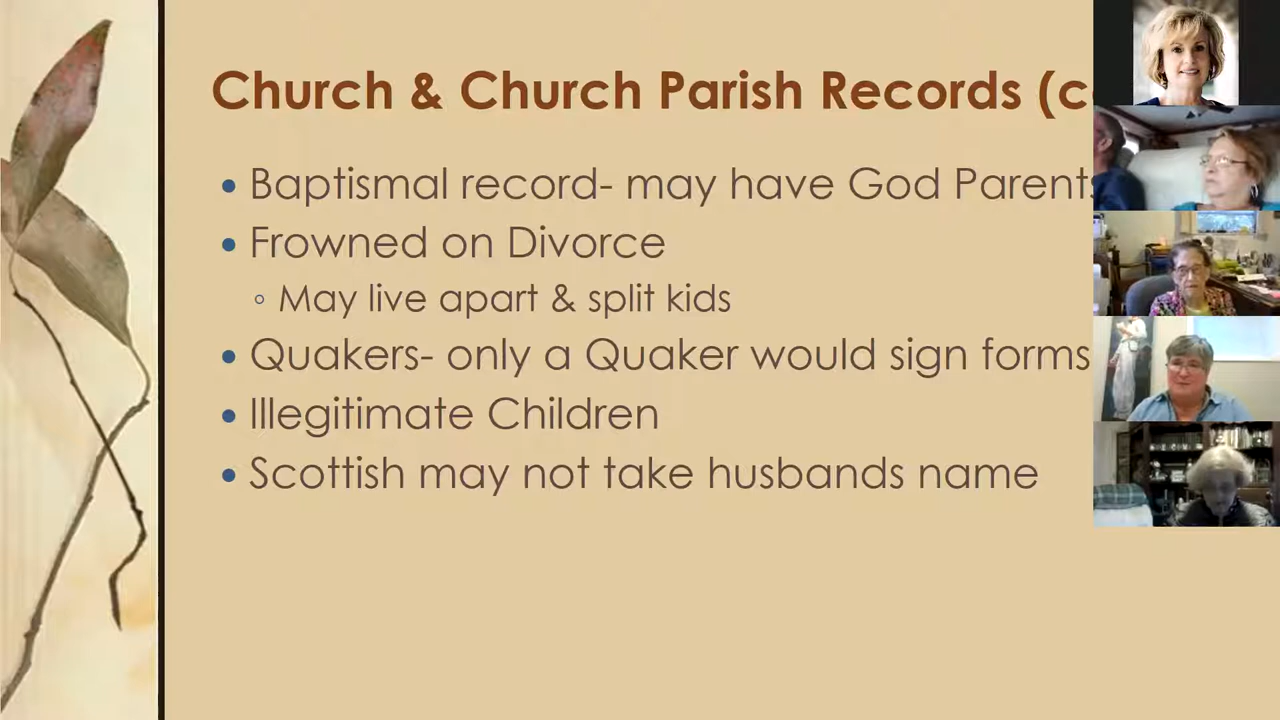 Church & Church Parish Records
• Baptismal record- may have God Parents
• Frowned on Divorce
◦ May live apart & split kids
• Quakers- only a Quaker would sign forms
• Illegitimate Children
• Scottish may not take husbands name